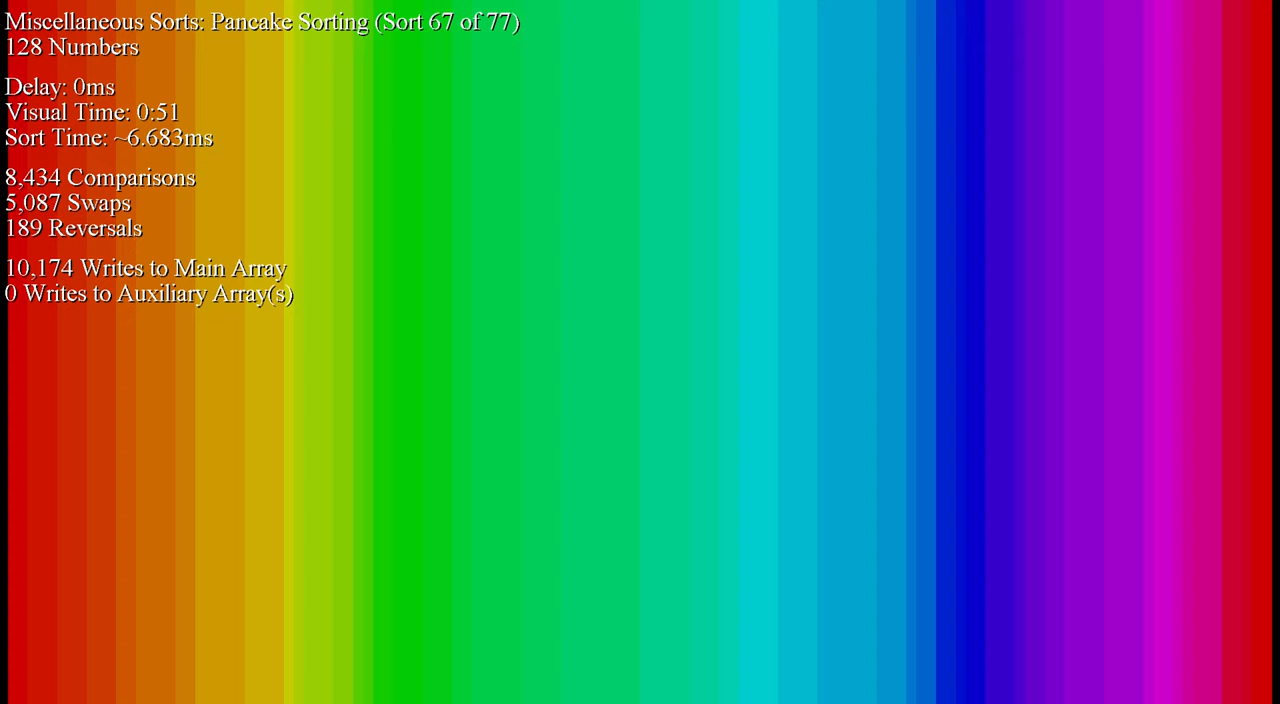 Miscellaneous Sorts: Pancake Sorting (Sort 67 of 77)
128 Numbers
Delay: 0ms
Visual Time: 0:51
Sort Time: ~6.683ms
8,434 Comparisons
5,087 Swaps
189 Reversals
10,174 Writes to Main Array
0 Writes to Auxiliary Array(s)